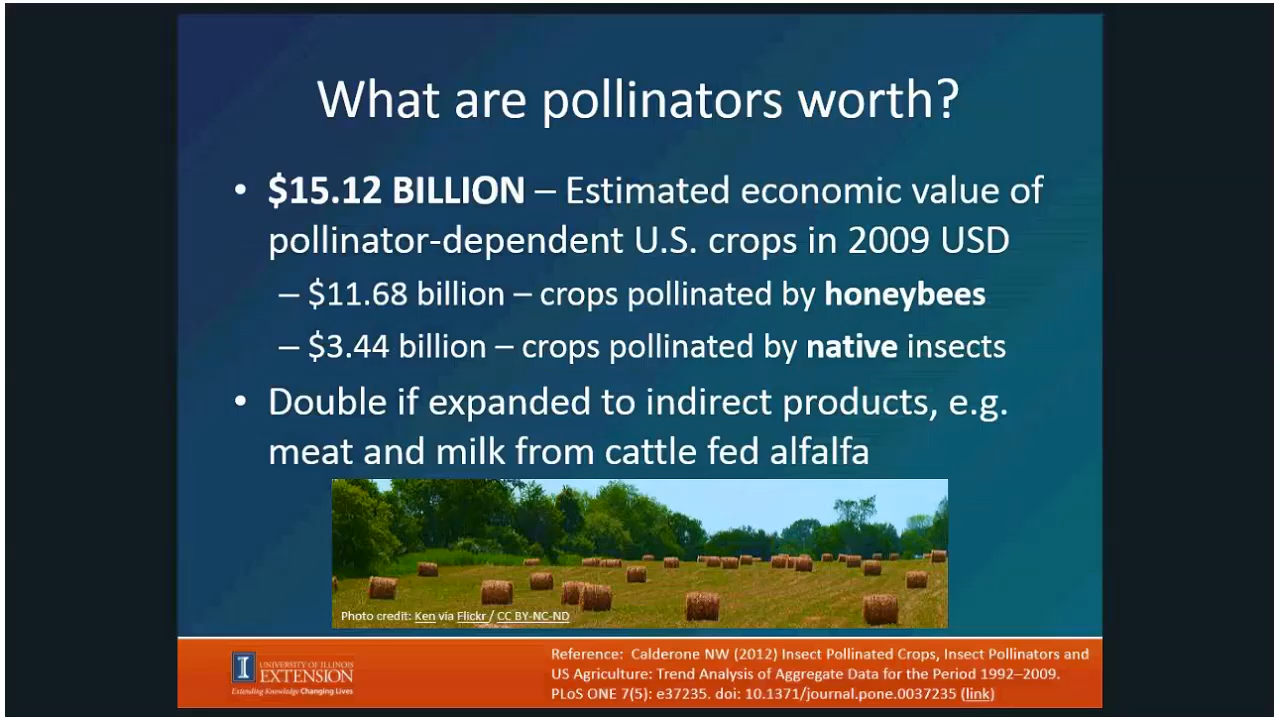 What are pollinators worth?
• $15.12 BILLION – Estimated economic value of
pollinator-dependent U.S. crops in 2009 USD
– $11.68 billion – crops pollinated by honeybees
– $3.44 billion – crops pollinated by native insects
• Double if expanded to indirect products, e.g.
meat and milk from cattle fed alfalfa
Photo credit: Ken via Flickr / CC BY-NC-ND
I
UNIVERSITY OF ILLINOIS
EXTENSION
Extending Knowledge Changing Lives
Reference: Calderone NW (2012) Insect Pollinated Crops, Insect Pollinators and
US Agriculture: Trend Analysis of Aggregate Data for the Period 1992–2009.
PLoS ONE 7(5): e37235. doi: 10.1371/journal.pone.0037235 (link)